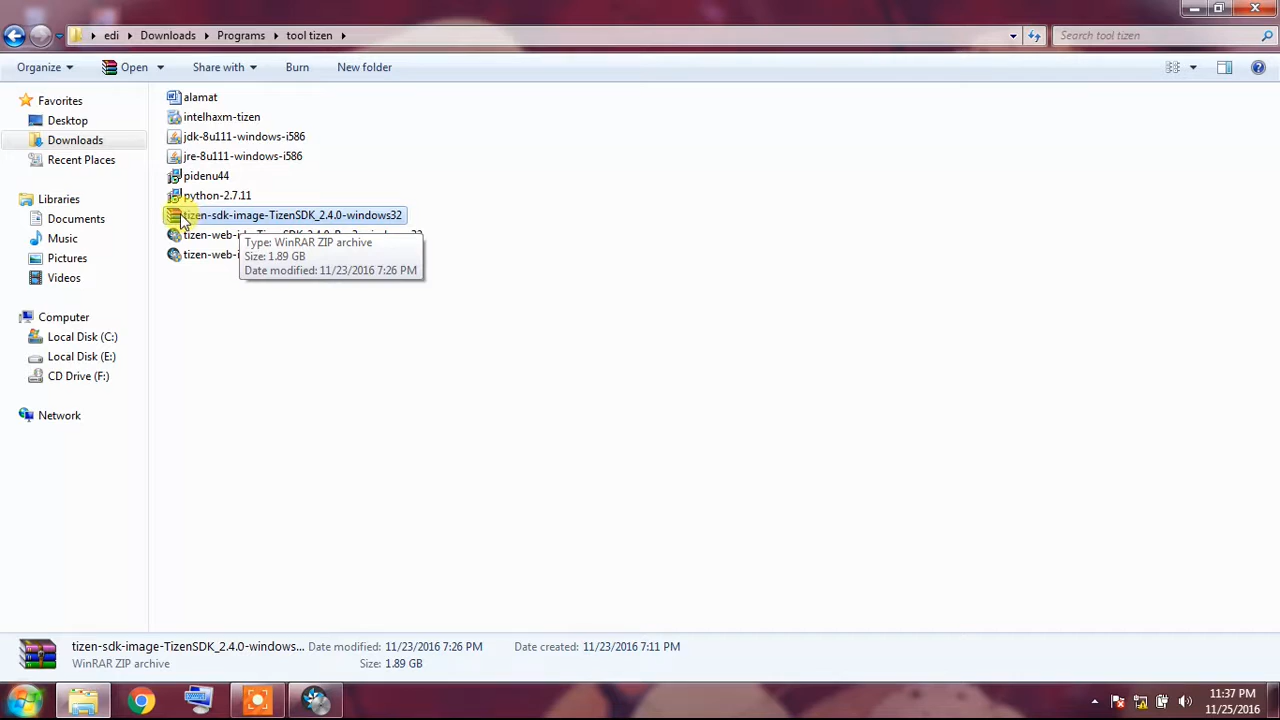 edi Downloads Programs tool tizen Search tool tizen
Organize Open Share with Burn New folder
Favorites
Desktop
Downloads
Recent Places
Libraries
Documents
Music
Pictures
Videos
Computer
Local Disk (C:)
Local Disk (E:)
CD Drive (F:)
Network
alamat
intelhaxm-tizen
jdk-8u111-windows-i586
jre-8u111-windows-i586
pidenu44
python-2.7.11
tizen-sdk-image-TizenSDK_2.4.0-windows32
tizen-web-
tizen-web-i
Type: WinRAR ZIP archive
Size: 1.89 GB
Date modified: 11/23/2016 7:26 PM
tizen-sdk-image-TizenSDK_2.4.0-windows... Date modified: 11/23/2016 7:26 PM Date created: 11/23/2016 7:11 PM
WinRAR ZIP archive Size: 1.89 GB
11:37 PM
11/25/2016